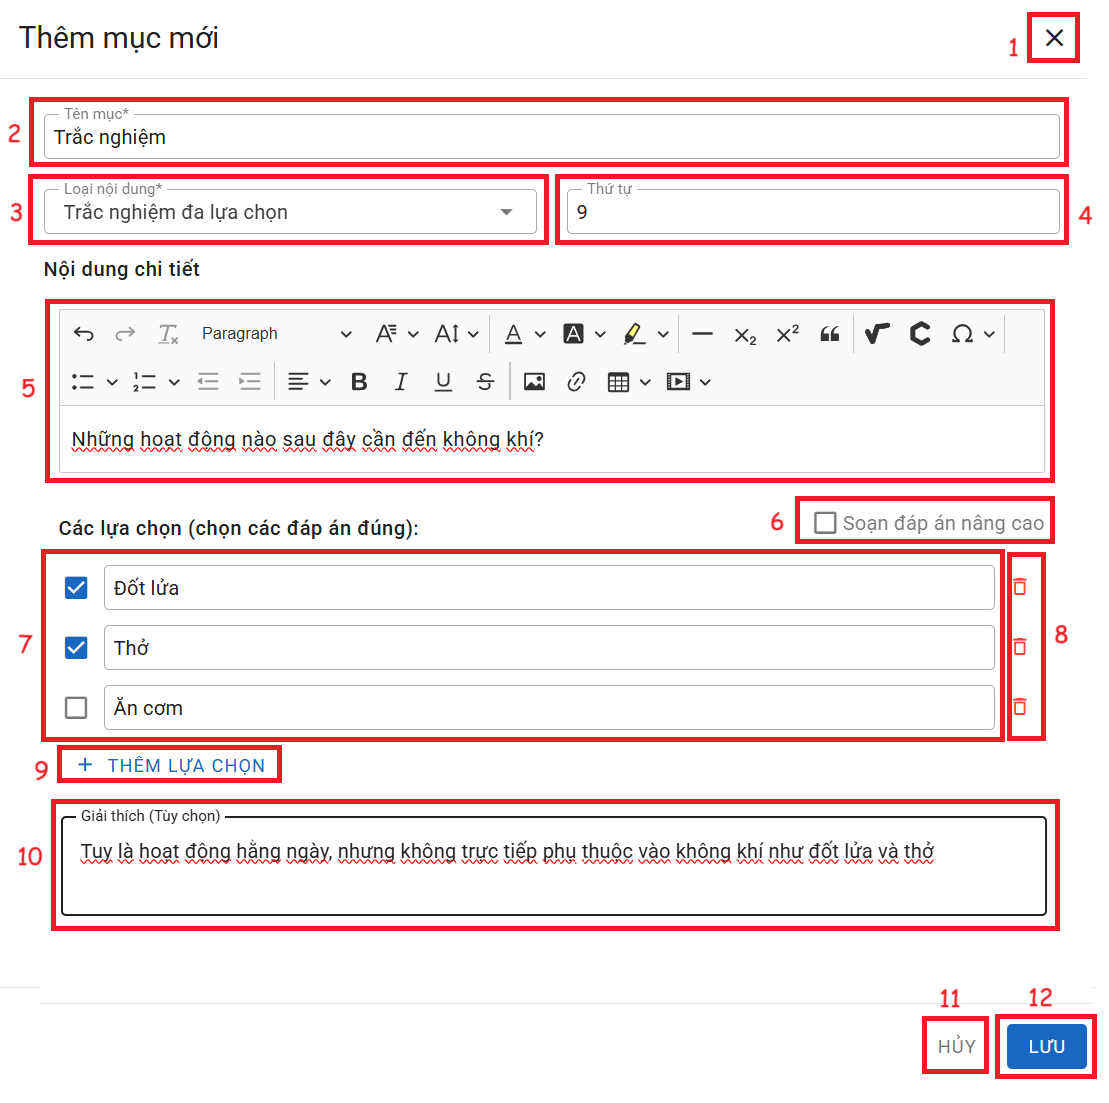 Thêm mục mới
1
2
Tên mục*
Trắc nghiệm
3
Loại nội dung*
Trắc nghiệm đa lựa chọn
Thứ tự
9
4
Nội dung chi tiết
5
Paragraph
Những hoạt động nào sau đây cần đến không khí?
Các lựa chọn (chọn các đáp án đúng):
6
Soạn đáp án nâng cao
7
Đốt lửa
Thở
Ăn cơm
8
9
+ THÊM LỰA CHỌN
10
Giải thích (Tùy chọn)
Tuy là hoạt động hằng ngày, nhưng không trực tiếp phụ thuộc vào không khí như đốt lửa và thở
11
12
HỦY
LƯU